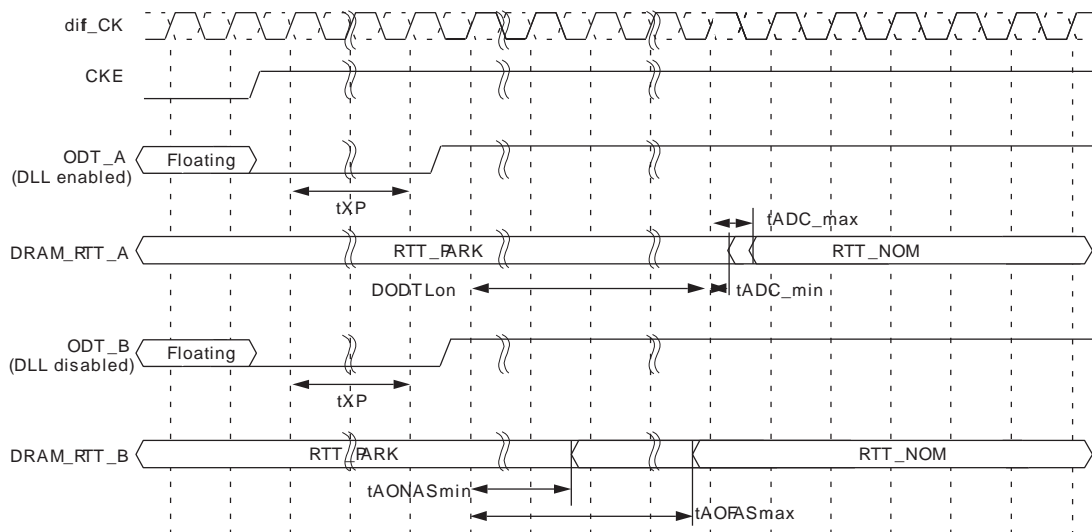 dif_CK
CKE
ODT_A
(DLL enabled)
Floating
tXP
tADC_max
DRAM_RTT_A
RTT_PARK
RTT_NOM
DODTLon
tADC_min
ODT_B
(DLL disabled)
Floating
tXP
DRAM_RTT_B
RTT_PARK
RTT_NOM
tAONASmin
tAOFASmax